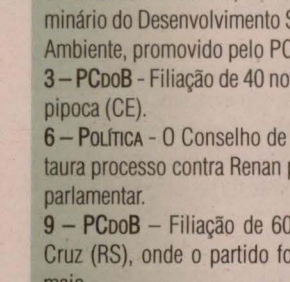 minário do Desenvolvimento S
Ambiente, promovido pelo PC
3 – PCDOB - Filiação de 40 no
pipoca (CE).
6 – POLÍTICA - O Conselho de
taura processo contra Renan p
parlamentar.
9 – PCDOB – Filiação de 60
Cruz (RS), onde o partido fo